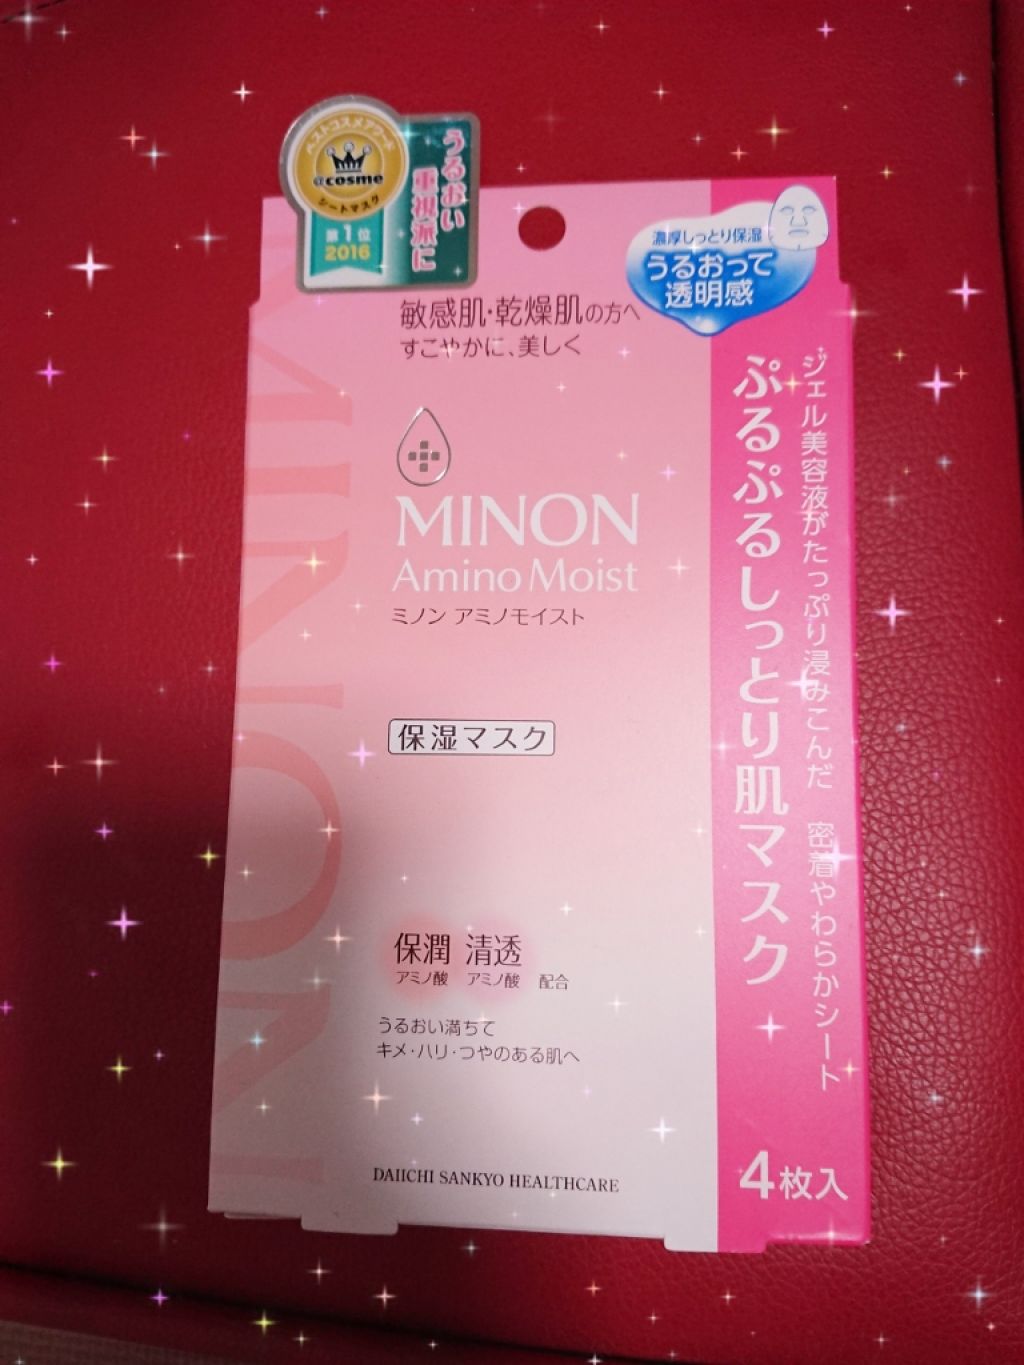 ベストコスメアワード
@cosme
シートマスク
第1位
2016
うるおい
重視派に
濃厚しっとり保湿
うるおって
透明感
敏感肌・乾燥肌の方へ
すこやかに、美しく
MINON
Amino Moist
ミノン アミノモイスト
保湿マスク
保潤 清透
アミノ酸 アミノ酸 配合
うるおい満ちて
キメ・ハリ・つやのある肌へ
DAIICHI SANKYO HEALTHCARE
ジェル美容液がたっぷり浸みこんだ 密着やわらかシート
ぷるぷるしっとり肌マスク
4枚入
MINON